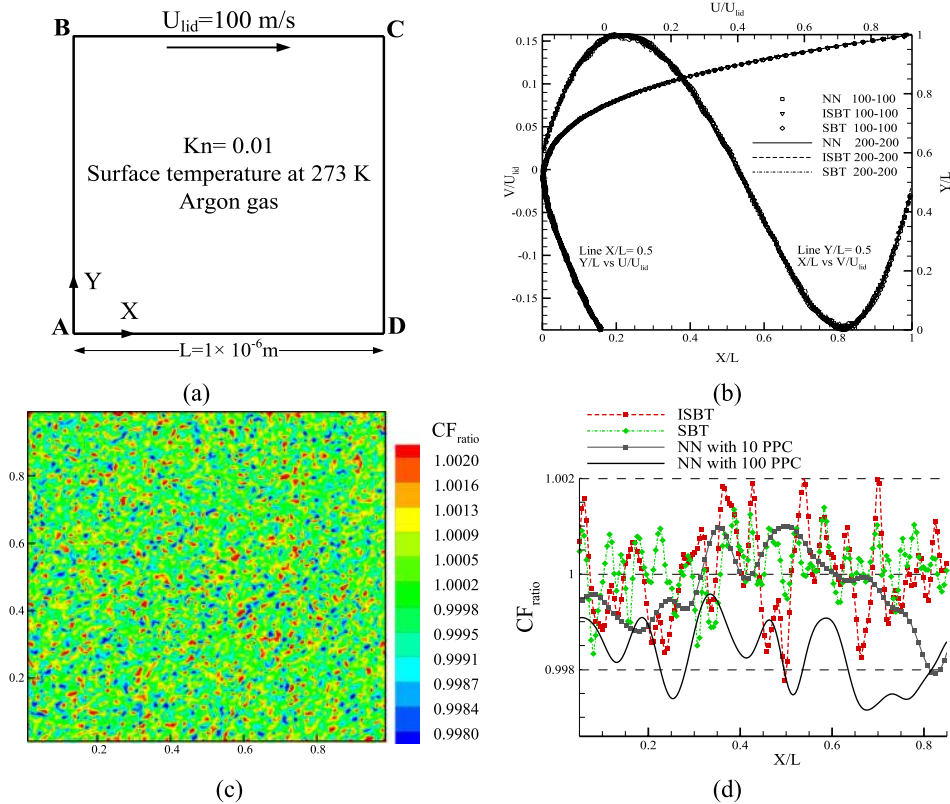 U_lid=100 m/s
B
C
Kn= 0.01
Surface temperature at 273 K
Argon gas
Y
X
A
D
L=1× 10^-6 m
(a)
U/U_lid
0 0.2 0.4 0.6 0.8 1
0.15
0.1
0.05
0
-0.05
-0.1
-0.15
V/U_lid
NN 100-100
ISBT 100-100
SBT 100-100
NN 200-200
ISBT 200-200
SBT 200-200
Line X/L= 0.5
Y/L vs U/U_lid
Line Y/L= 0.5
X/L vs V/U_lid
1
0.8
0.6
0.4
0.2
0
Y/L
0 0.2 0.4 0.6 0.8 1
X/L
(b)
0.8
0.6
0.4
0.2
0.2 0.4 0.6 0.8
CF_ratio
1.0020
1.0016
1.0013
1.0009
1.0005
1.0002
0.9998
0.9995
0.9991
0.9987
0.9984
0.9980
(c)
ISBT
SBT
NN with 10 PPC
NN with 100 PPC
1.002
1
0.998
CF_ratio
0.2 0.4 0.6 0.8
X/L
(d)